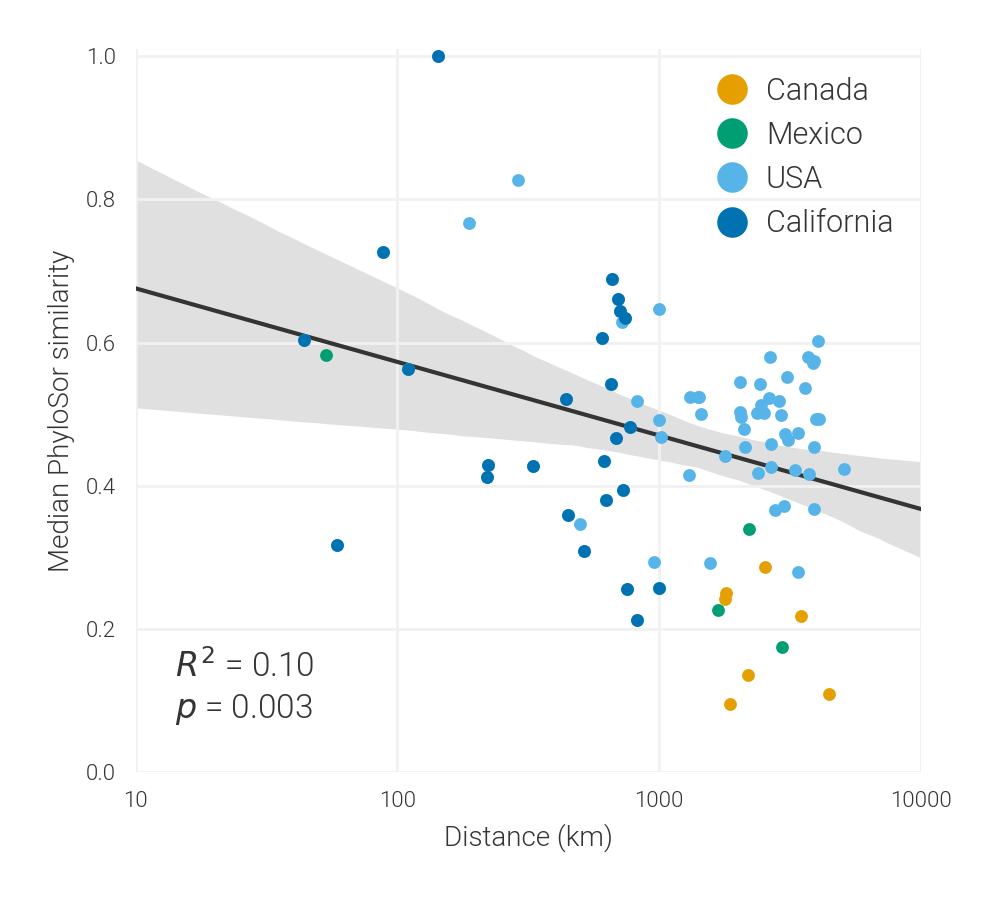 1.0
0.8
0.6
0.4
0.2
0.0
Median PhyloSor similarity
Canada
Mexico
USA
California
R² = 0.10
p = 0.003
10 100 1000 10000
Distance (km)